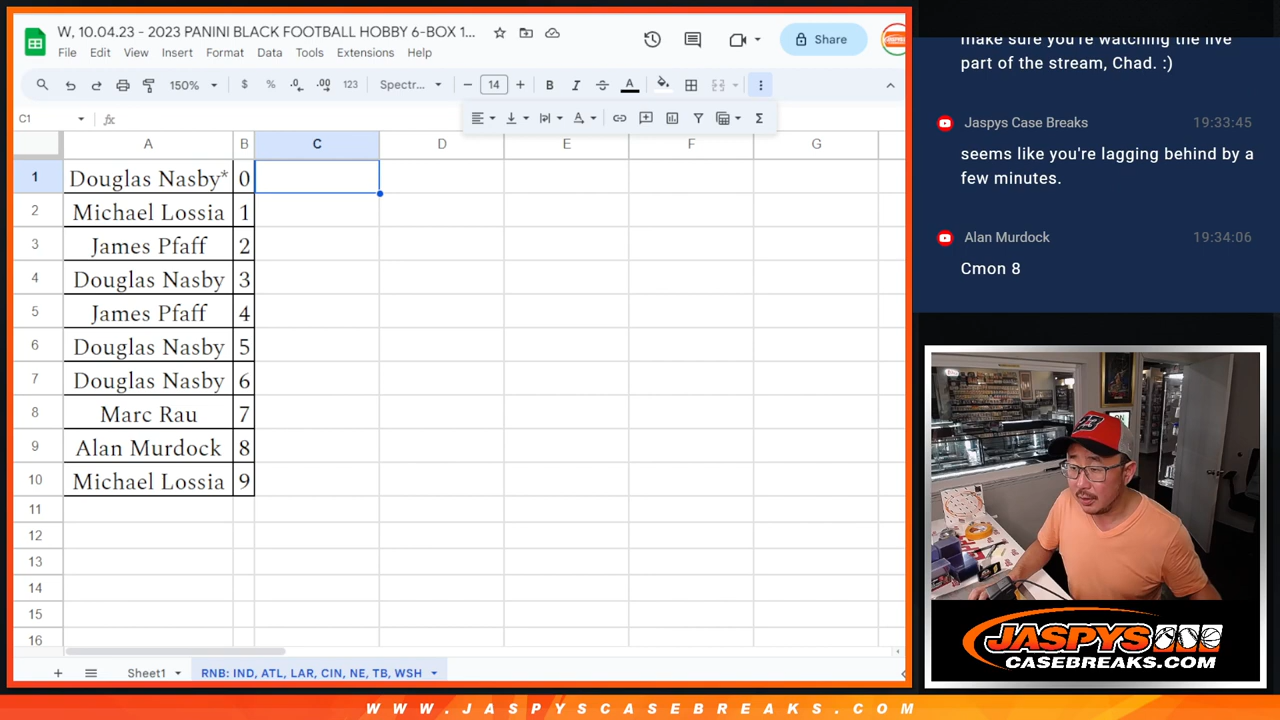 W, 10.04.23 - 2023 PANINI BLACK FOOTBALL HOBBY 6-BOX 1...
File Edit View Insert Format Data Tools Extensions Help
Share
150% $ % .0 .00 123 Spectr... 14 B I A
C1 fx
A B C D E F G
1 Douglas Nasby* 0
2 Michael Lossia 1
3 James Pfaff 2
4 Douglas Nasby 3
5 James Pfaff 4
6 Douglas Nasby 5
7 Douglas Nasby 6
8 Marc Rau 7
9 Alan Murdock 8
10 Michael Lossia 9
11
12
13
14
15
16
Sheet1 RNB: IND, ATL, LAR, CIN, NE, TB, WSH
make sure you're watching the live
part of the stream, Chad. :)
Jaspys Case Breaks 19:33:45
seems like you're lagging behind by a
few minutes.
Alan Murdock 19:34:06
Cmon 8
JASPYS
CASEBREAKS.COM
WWW.JASPYSCASEBREAKS.COM